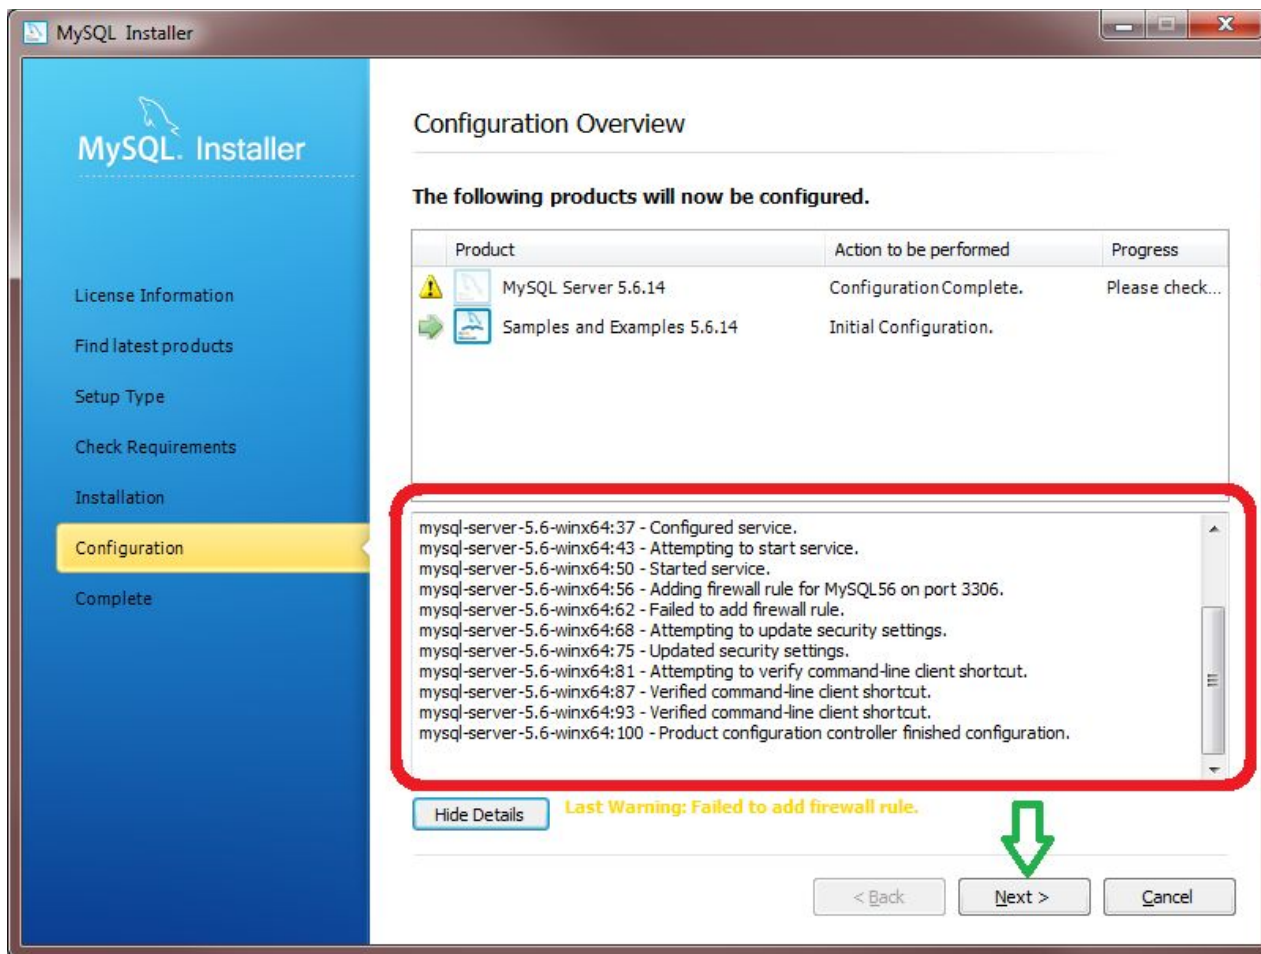 MySQL Installer
MySQL. Installer
License Information
Find latest products
Setup Type
Check Requirements
Installation
Configuration
Complete
Configuration Overview
The following products will now be configured.
Product Action to be performed Progress
MySQL Server 5.6.14 Configuration Complete. Please check...
Samples and Examples 5.6.14 Initial Configuration.
mysql-server-5.6-winx64:37 - Configured service.
mysql-server-5.6-winx64:43 - Attempting to start service.
mysql-server-5.6-winx64:50 - Started service.
mysql-server-5.6-winx64:56 - Adding firewall rule for MySQL56 on port 3306.
mysql-server-5.6-winx64:62 - Failed to add firewall rule.
mysql-server-5.6-winx64:68 - Attempting to update security settings.
mysql-server-5.6-winx64:75 - Updated security settings.
mysql-server-5.6-winx64:81 - Attempting to verify command-line client shortcut.
mysql-server-5.6-winx64:87 - Verified command-line client shortcut.
mysql-server-5.6-winx64:93 - Verified command-line client shortcut.
mysql-server-5.6-winx64:100 - Product configuration controller finished configuration.
Hide Details Last Warning: Failed to add firewall rule.
< Back Next > Cancel